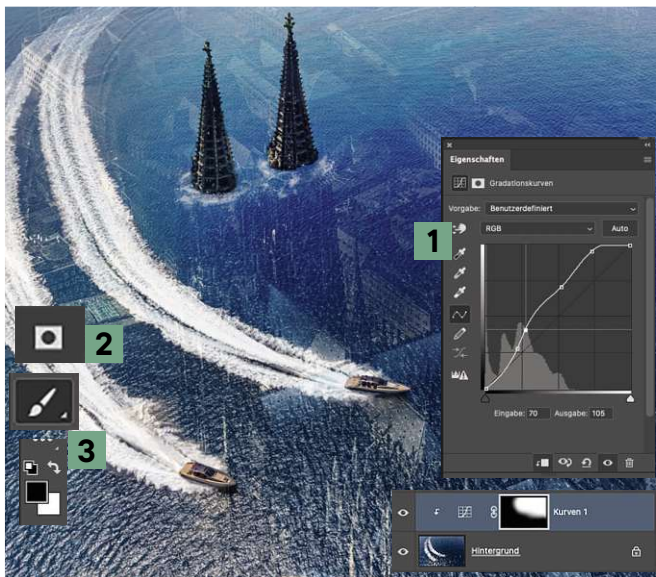 Eigenschaften
Gradationskurven
Vorgabe: Benutzerdefiniert
1
RGB Auto
2
Eingabe: 70 Ausgabe: 105
3
Kurven 1
Hintergrund